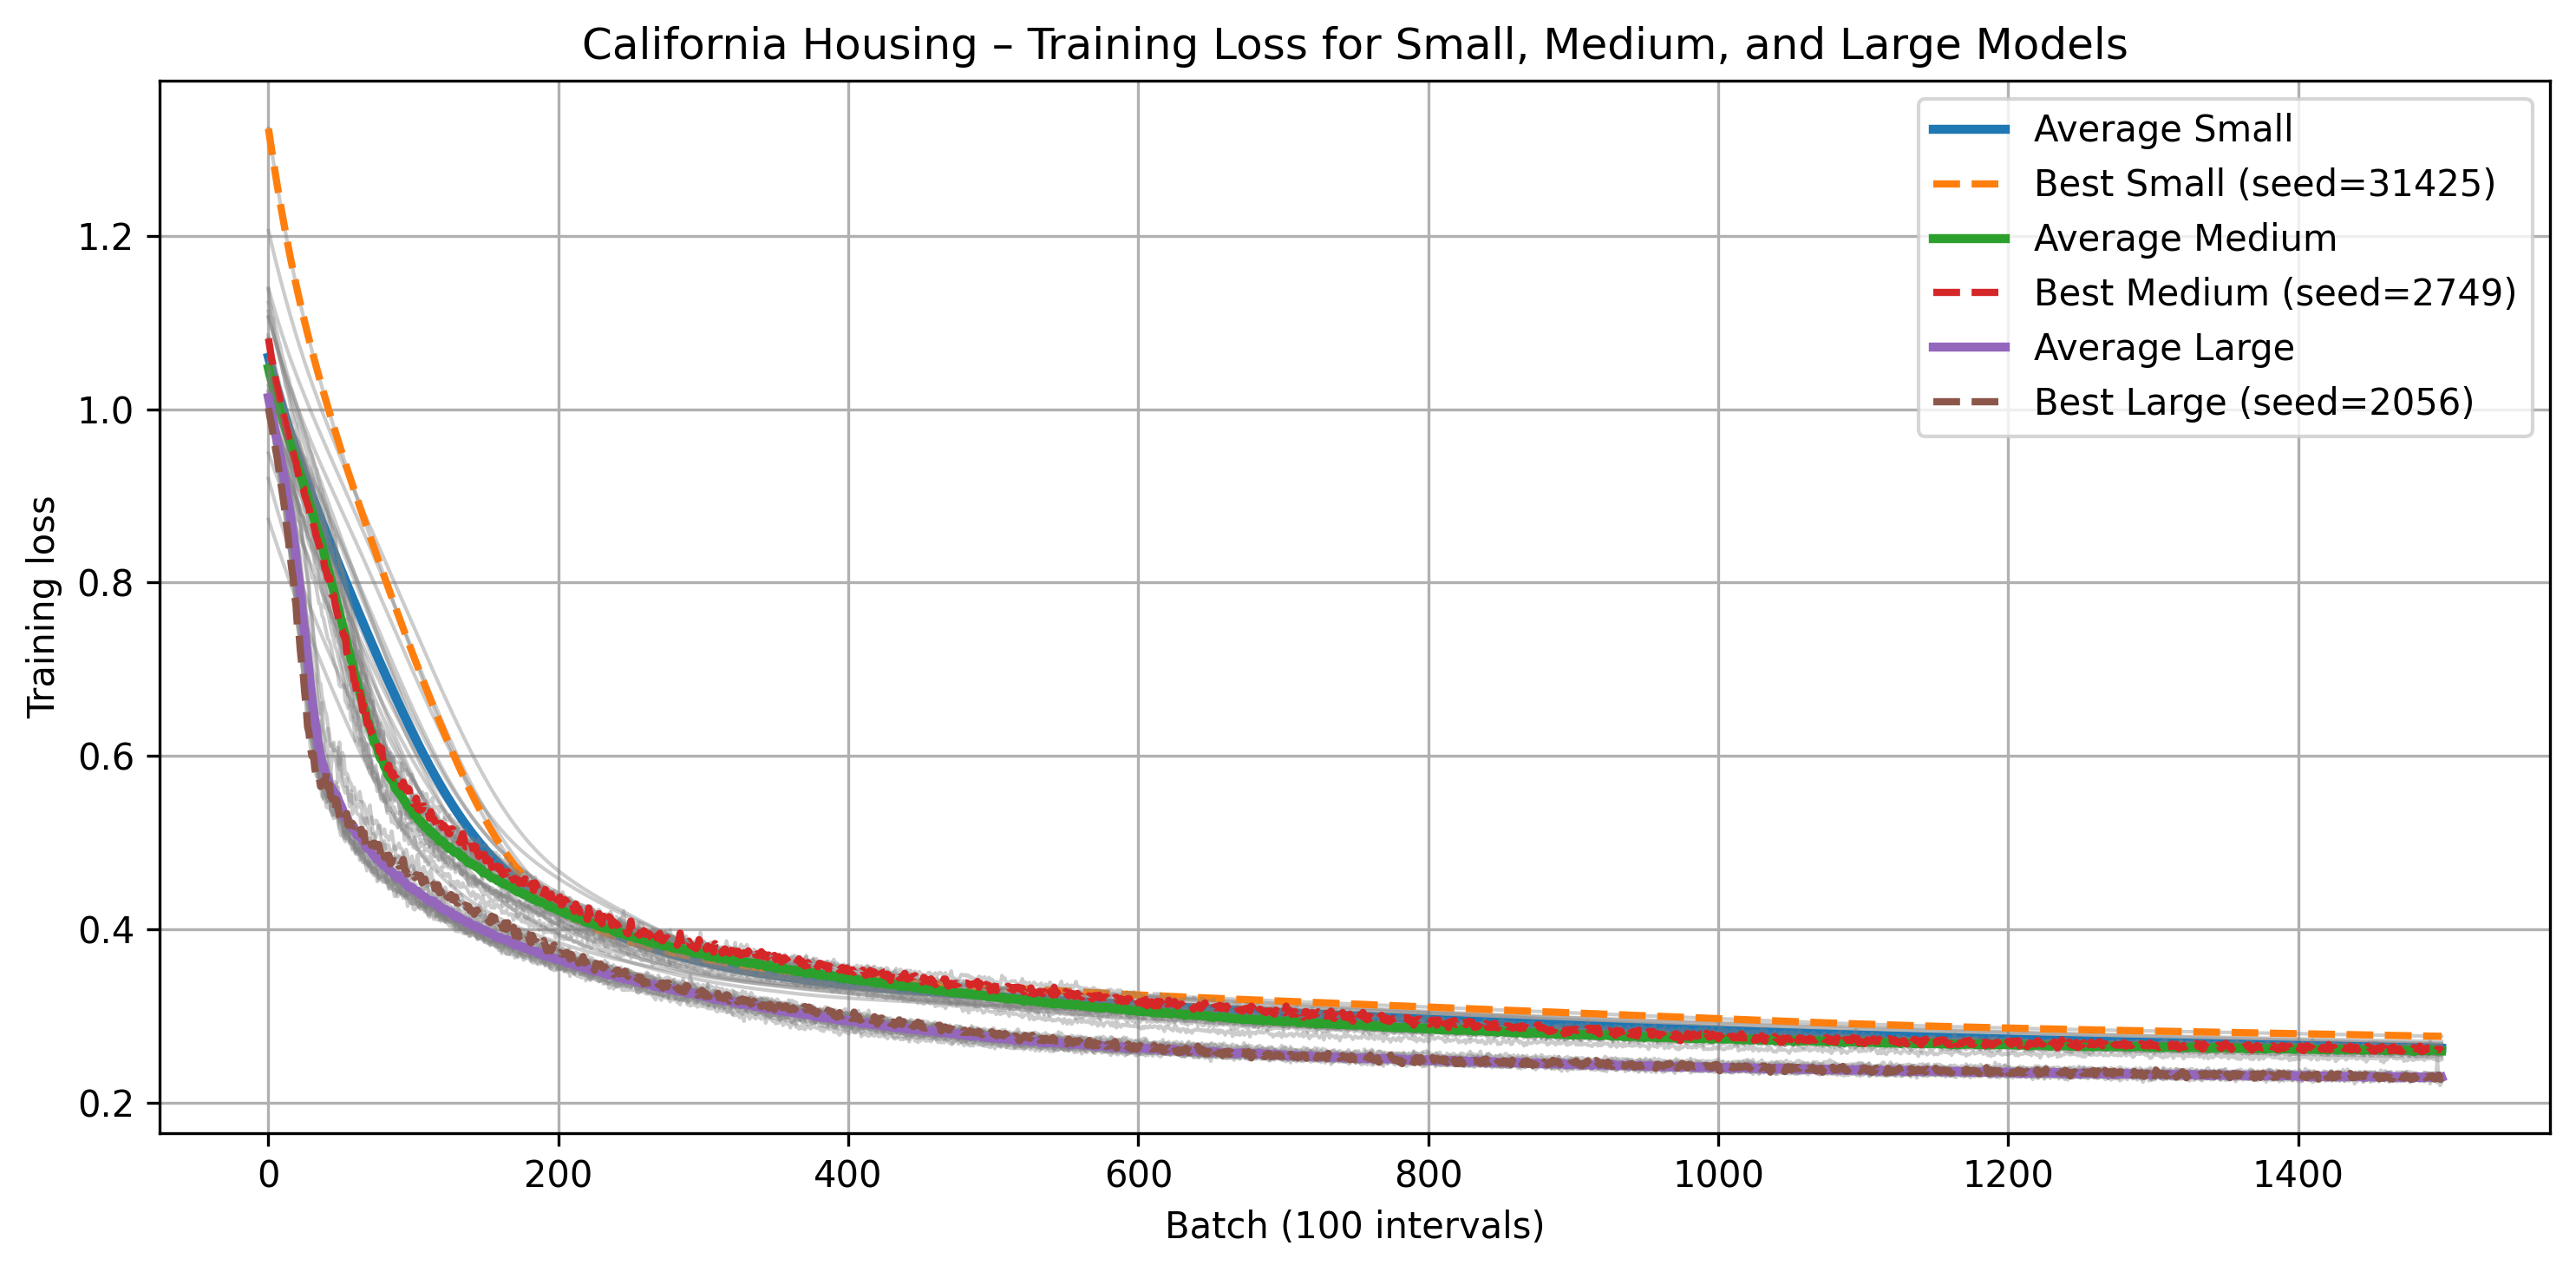 California Housing – Training Loss for Small, Medium, and Large Models
Average Small
Best Small (seed=31425)
Average Medium
Best Medium (seed=2749)
Average Large
Best Large (seed=2056)
Training loss
1.2
1.0
0.8
0.6
0.4
0.2
0 200 400 600 800 1000 1200 1400
Batch (100 intervals)